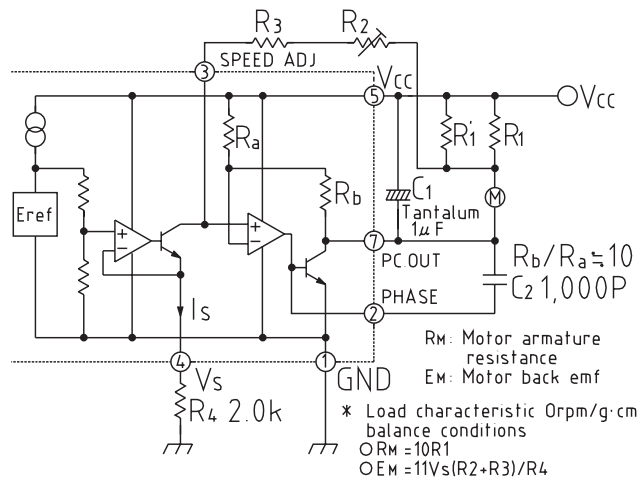 R3
R2
3
SPEED ADJ
Vcc
5
Vcc
Ra
R'1
R1
Rb
C1
M
Eref
Tantalum
1μF
+
−
+
−
7
PC.OUT
Rb/Ra≒10
C2 1,000P
PHASE
2
Is
RM: Motor armature
resistance
EM: Motor back emf
4
Vs
1
GND
R4 2.0k
* Load characteristic 0rpm/g·cm
balance conditions
○RM=10R1
○EM=11Vs(R2+R3)/R4